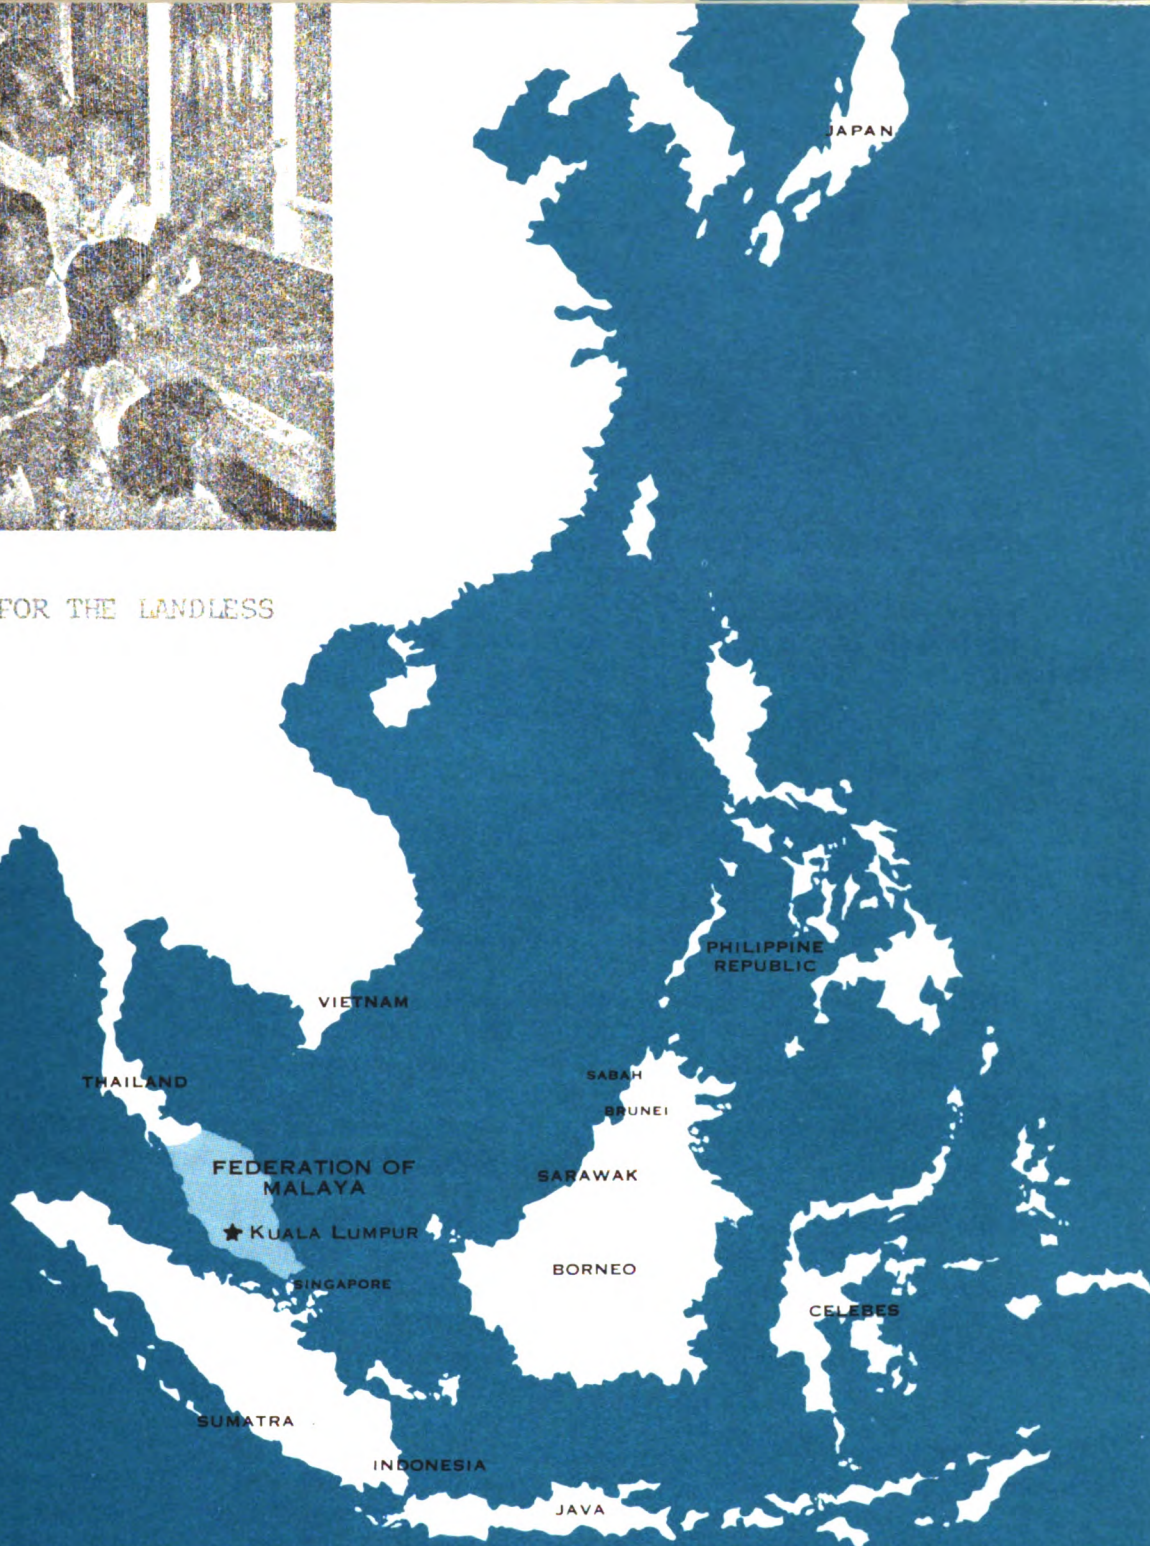 JAPAN
FOR THE LANDLESS
PHILIPPINE
REPUBLIC
VIETNAM
THAILAND
SABAH
BRUNEI
FEDERATION OF
MALAYA
SARAWAK
KUALA LUMPUR
BORNEO
SINGAPORE
CELEBES
SUMATRA
INDONESIA
JAVA